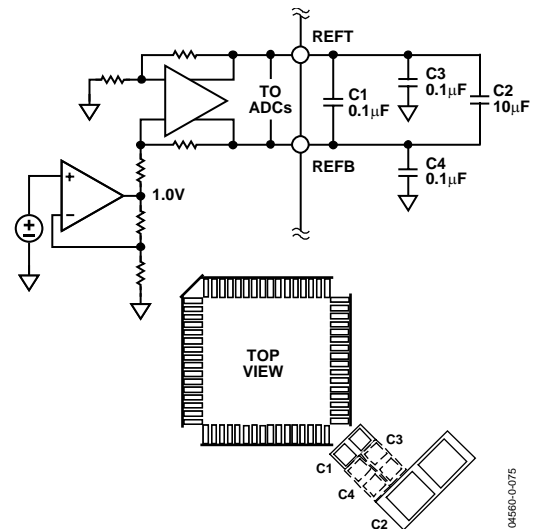 REFT
TO
ADCs
C1
0.1μF
C3
0.1μF
C2
10μF
REFB
C4
0.1μF
1.0V
+
−
TOP
VIEW
C3
C1
C4
C2
04560-0-075